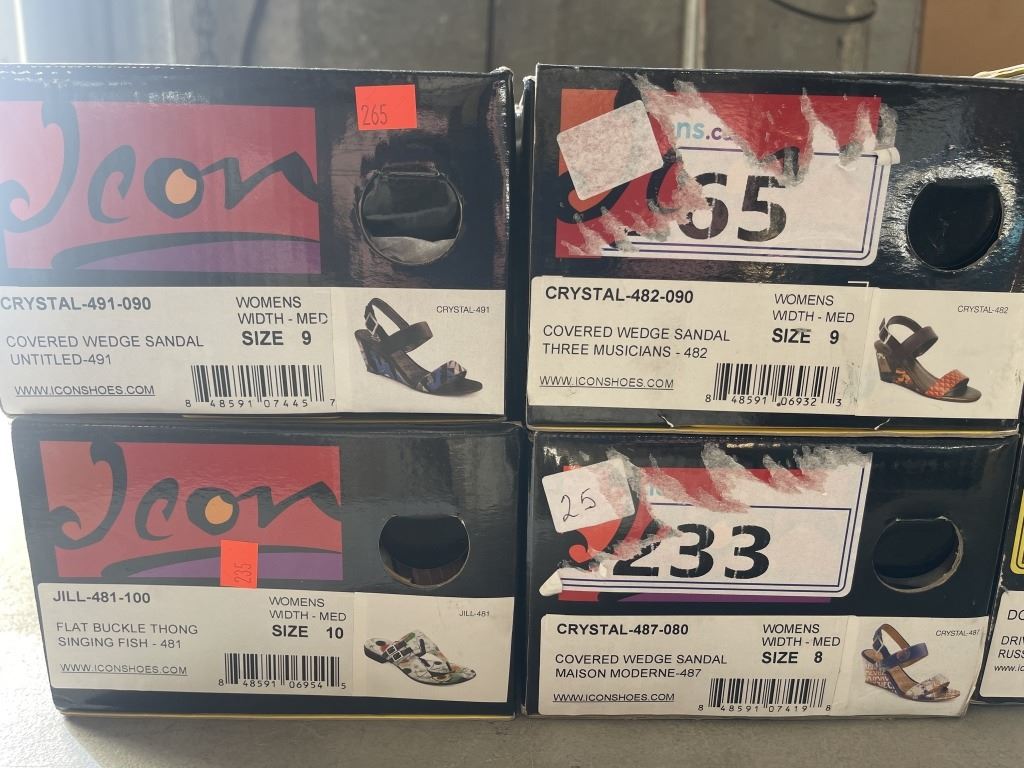 265
Icon
CRYSTAL-491-090
WOMENS
WIDTH - MED
SIZE 9
COVERED WEDGE SANDAL
UNTITLED-491
WWW.ICONSHOES.COM
8 48591 07445 7
CRYSTAL-491
ns.c
65
CRYSTAL-482-090
WOMENS
WIDTH - MED
SIZE 9
COVERED WEDGE SANDAL
THREE MUSICIANS - 482
WWW.ICONSHOES.COM
8 48591 06932 3
CRYSTAL-482
Icon
JILL-481-100
WOMENS
WIDTH - MED
SIZE 10
FLAT BUCKLE THONG
SINGING FISH - 481
WWW.ICONSHOES.COM
8 48591 06954 5
JILL-481
25
233
CRYSTAL-487-080
WOMENS
WIDTH - MED
SIZE 8
COVERED WEDGE SANDAL
MAISON MODERNE-487
WWW.ICONSHOES.COM
8 48591 07419 8
CRYSTAL-487